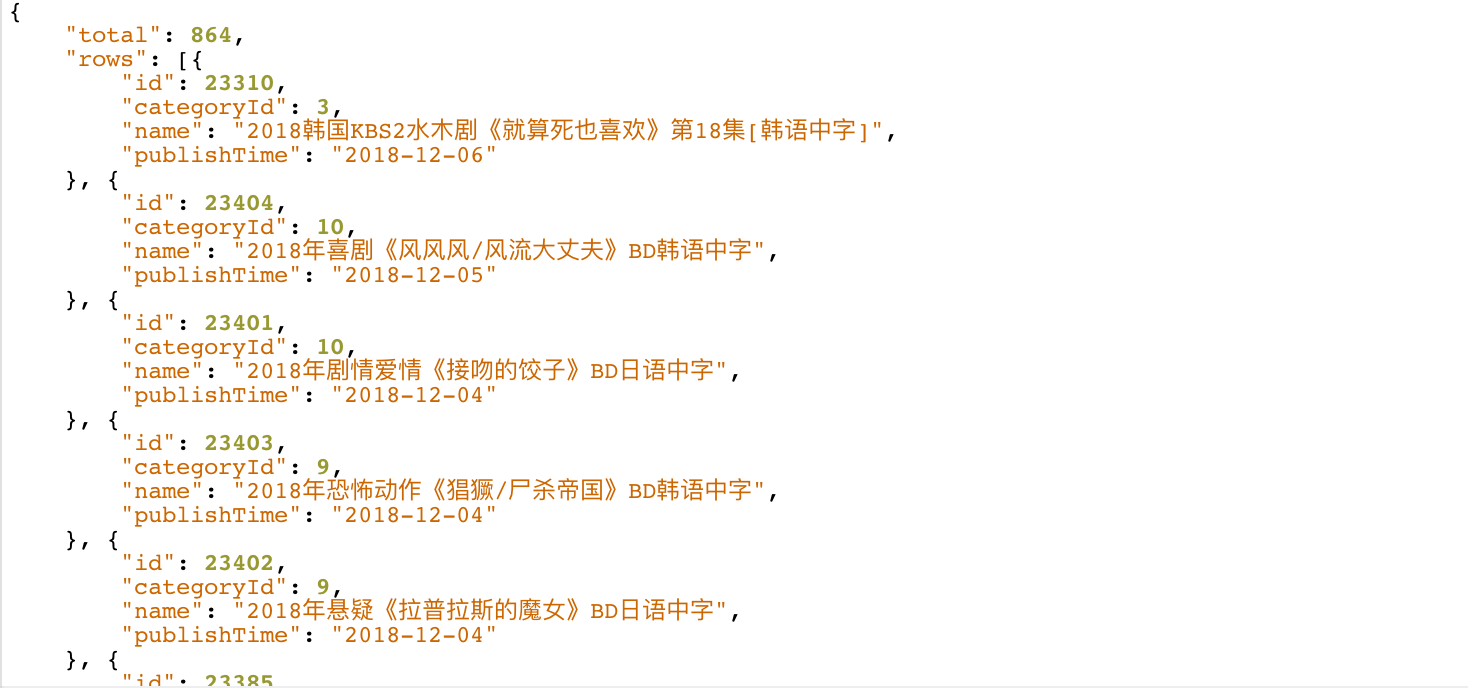 {
    "total": 864,
    "rows": [{
        "id": 23310,
        "categoryId": 3,
        "name": "2018韩国KBS2水木剧《就算死也喜欢》第18集[韩语中字]",
        "publishTime": "2018-12-06"
    }, {
        "id": 23404,
        "categoryId": 10,
        "name": "2018年喜剧《风风风/风流大丈夫》BD韩语中字",
        "publishTime": "2018-12-05"
    }, {
        "id": 23401,
        "categoryId": 10,
        "name": "2018年剧情爱情《接吻的饺子》BD日语中字",
        "publishTime": "2018-12-04"
    }, {
        "id": 23403,
        "categoryId": 9,
        "name": "2018年恐怖动作《猖獗/尸杀帝国》BD韩语中字",
        "publishTime": "2018-12-04"
    }, {
        "id": 23402,
        "categoryId": 9,
        "name": "2018年悬疑《拉普拉斯的魔女》BD日语中字",
        "publishTime": "2018-12-04"
    }, {
        "id": 23385